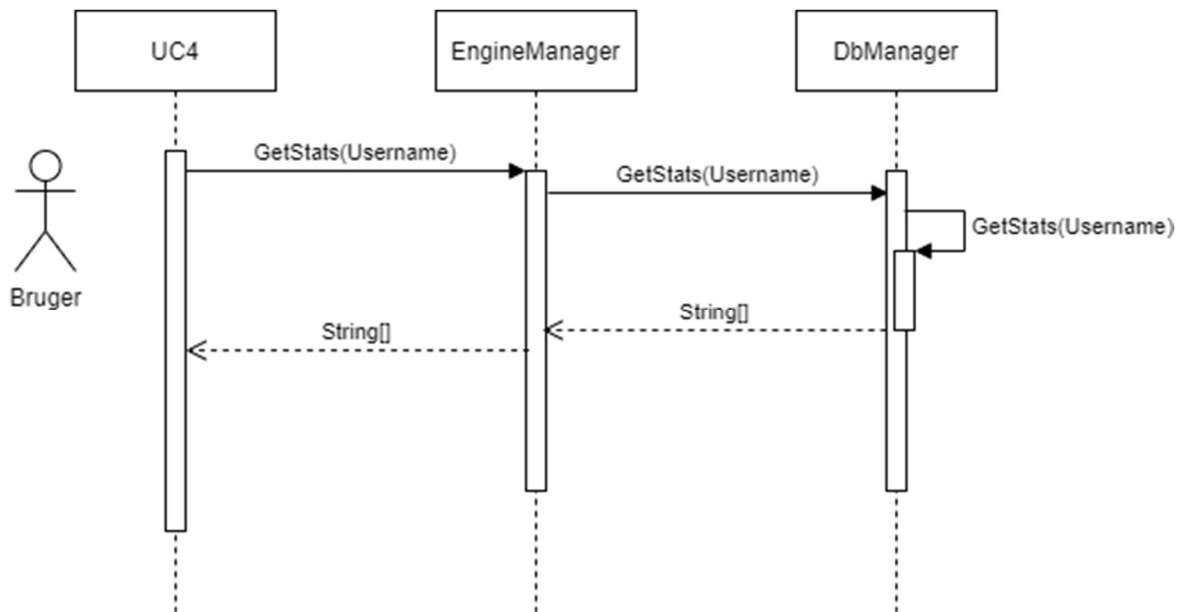 UC4
EngineManager
DbManager
GetStats(Username)
GetStats(Username)
GetStats(Username)
Bruger
String[]
String[]